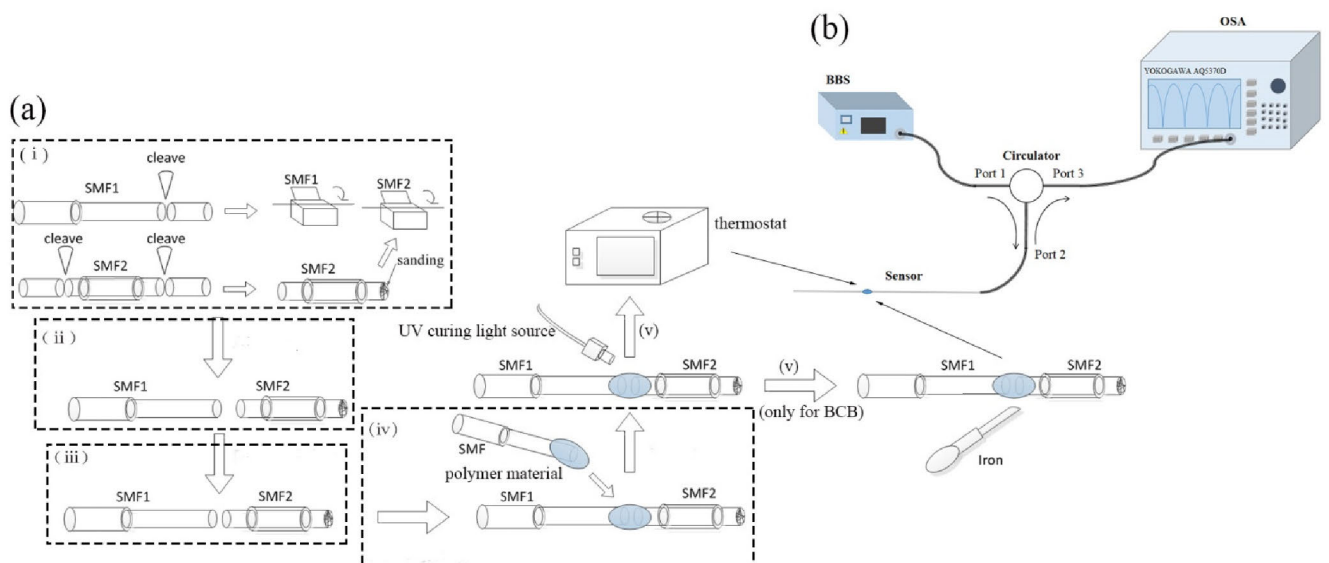 (a)
(i)
cleave
SMF1
SMF1
SMF2
cleave
cleave
SMF2
SMF2
sanding
(ii)
SMF1
SMF2
(iii)
SMF1
SMF2
(iv)
SMF
polymer material
SMF1
SMF2
UV curing light source
SMF1
SMF2
(v)
thermostat
(v)
(only for BCB)
SMF1
SMF2
Iron
(b)
BBS
OSA
YOKOGAWA AQ5370D
Circulator
Port 1
Port 3
Port 2
Sensor